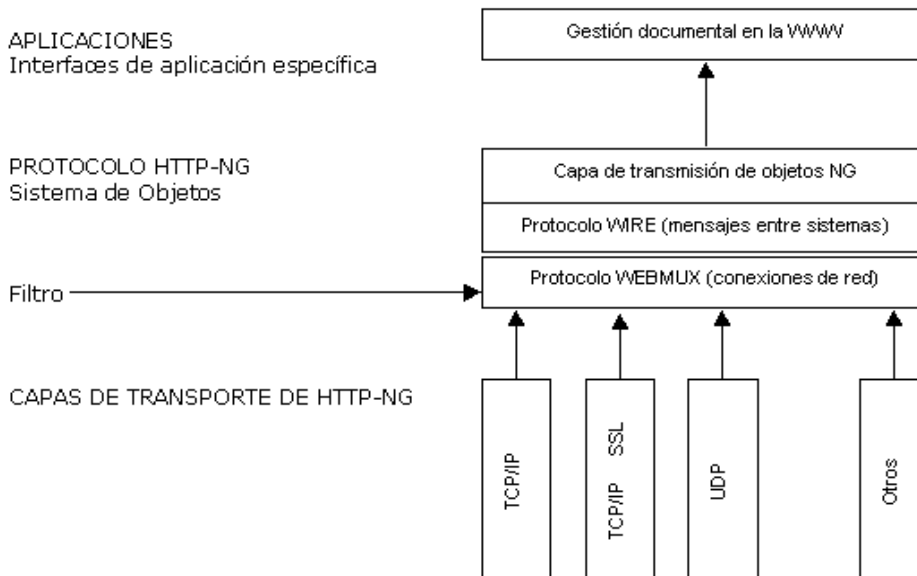 APLICACIONES
Interfaces de aplicación específica
Gestión documental en la WWW
PROTOCOLO HTTP-NG
Sistema de Objetos
Capa de transmisión de objetos NG
Protocolo WIRE (mensajes entre sistemas)
Filtro
Protocolo WEBMUX (conexiones de red)
CAPAS DE TRANSPORTE DE HTTP-NG
TCP/IP
TCP/IP SSL
UDP
Otros